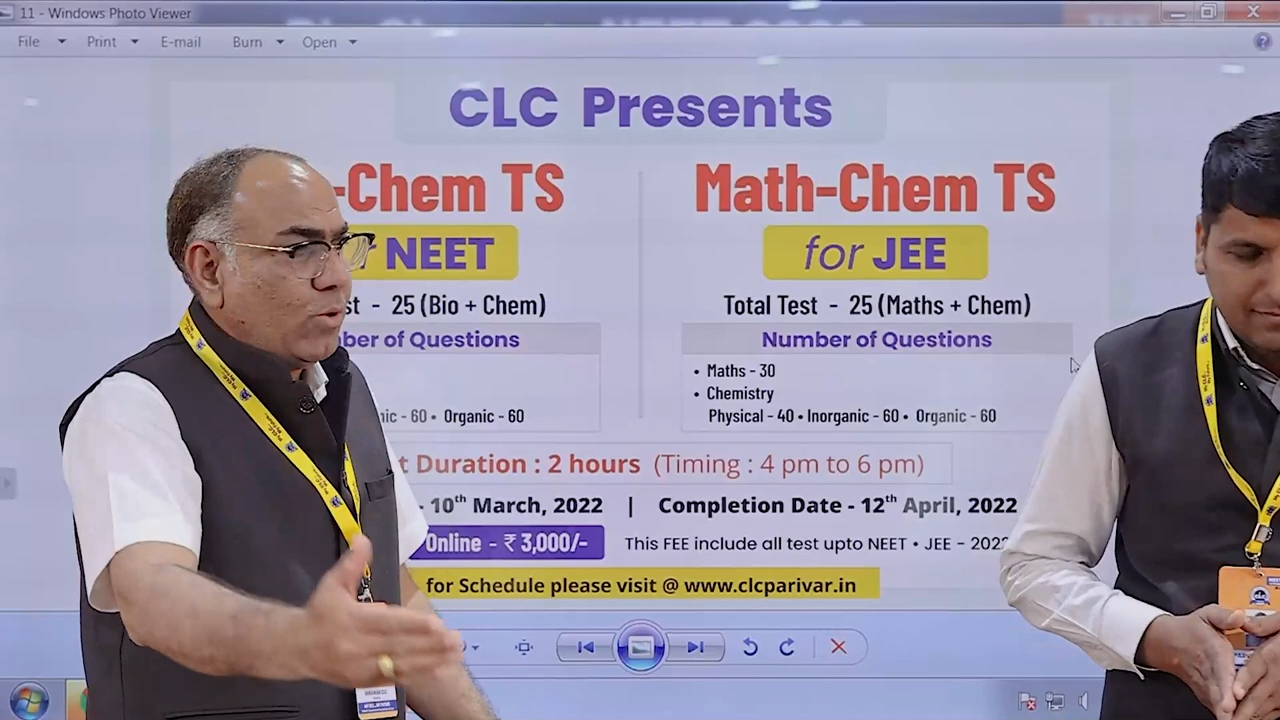 11 - Windows Photo Viewer
File Print E-mail Burn Open
CLC Presents
-Chem TS
NEET
- 25 (Bio + Chem)
of Questions
- 60 • Organic - 60
Math-Chem TS
for JEE
Total Test - 25 (Maths + Chem)
Number of Questions
• Maths - 30
• Chemistry
Physical - 40 • Inorganic - 60 • Organic - 60
Duration : 2 hours (Timing : 4 pm to 6 pm)
- 10th March, 2022 | Completion Date - 12th April, 2022
Online - ₹ 3,000/- This FEE include all test upto NEET • JEE -
for Schedule please visit @ www.clcparivar.in